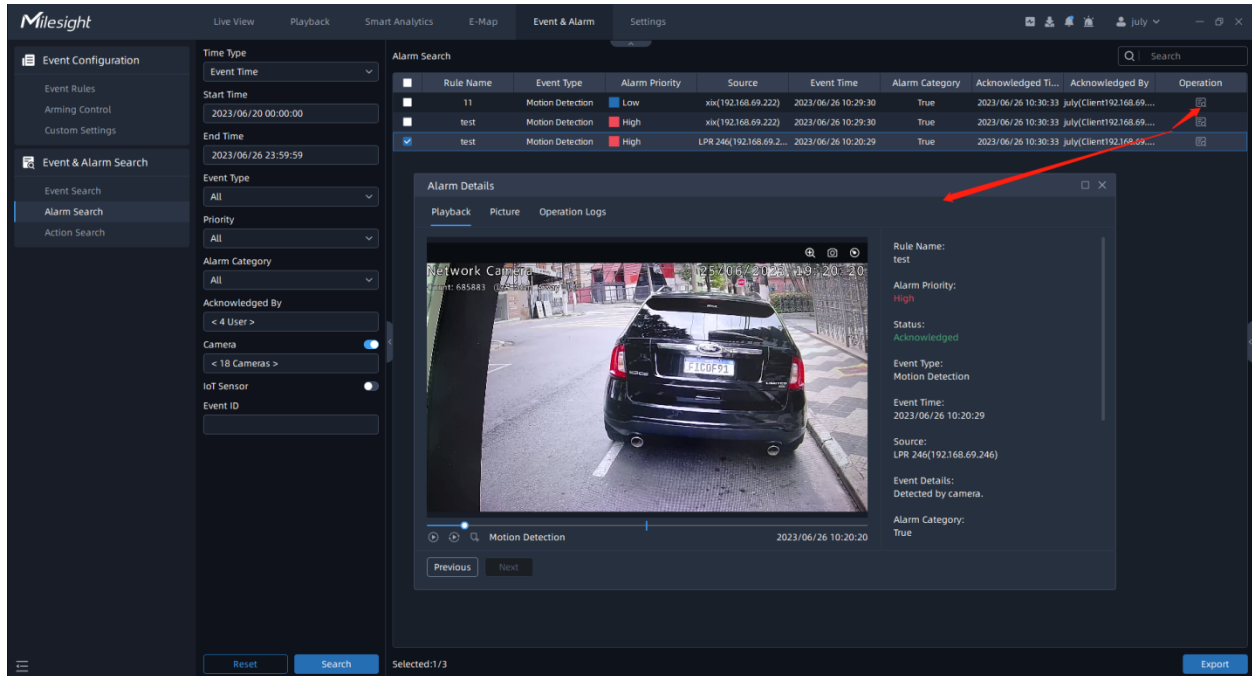 Milesight
Live View Playback Smart Analytics E-Map Event & Alarm Settings july
Event Configuration
Event Rules
Arming Control
Custom Settings
Event & Alarm Search
Event Search
Alarm Search
Action Search
Time Type
Event Time
Start Time
2023/06/20 00:00:00
End Time
2023/06/26 23:59:59
Event Type
All
Priority
All
Alarm Category
All
Acknowledged By
< 4 User >
Camera
< 18 Cameras >
IoT Sensor
Event ID
Reset Search
Alarm Search Search
Rule Name Event Type Alarm Priority Source Event Time Alarm Category Acknowledged Ti... Acknowledged By Operation
11 Motion Detection Low xix(192.168.69.222) 2023/06/26 10:29:30 True 2023/06/26 10:30:33 july(Client192.168.69....
test Motion Detection High xix(192.168.69.222) 2023/06/26 10:29:30 True 2023/06/26 10:30:33 july(Client192.168.69....
test Motion Detection High LPR 246(192.168.69.2... 2023/06/26 10:20:29 True 2023/06/26 10:30:33 july(Client192.168.69....
Alarm Details
Playback Picture Operation Logs
Network Camera 25/06/2023 19:20:20
685883
FICOF91
Motion Detection 2023/06/26 10:20:20
Previous Next
Rule Name:
test
Alarm Priority:
High
Status:
Acknowledged
Event Type:
Motion Detection
Event Time:
2023/06/26 10:20:29
Source:
LPR 246(192.168.69.246)
Event Details:
Detected by camera.
Alarm Category:
True
Selected:1/3 Export